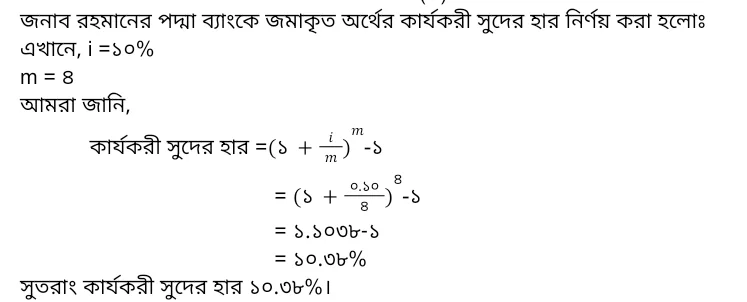 জনাব রহমানের পদ্মা ব্যাংকে জমাকৃত অর্থের কার্যকরী সুদের হার নির্ণয় করা হলোঃ
এখানে, i =১০%
m = ৪
আমরা জানি,
কার্যকরী সুদের হার =(১ + i/m)^m-১
= (১ + ০.১০/৪)^৪-১
= ১.১০৩৮-১
= ১০.৩৮%
সুতরাং কার্যকরী সুদের হার ১০.৩৮%।